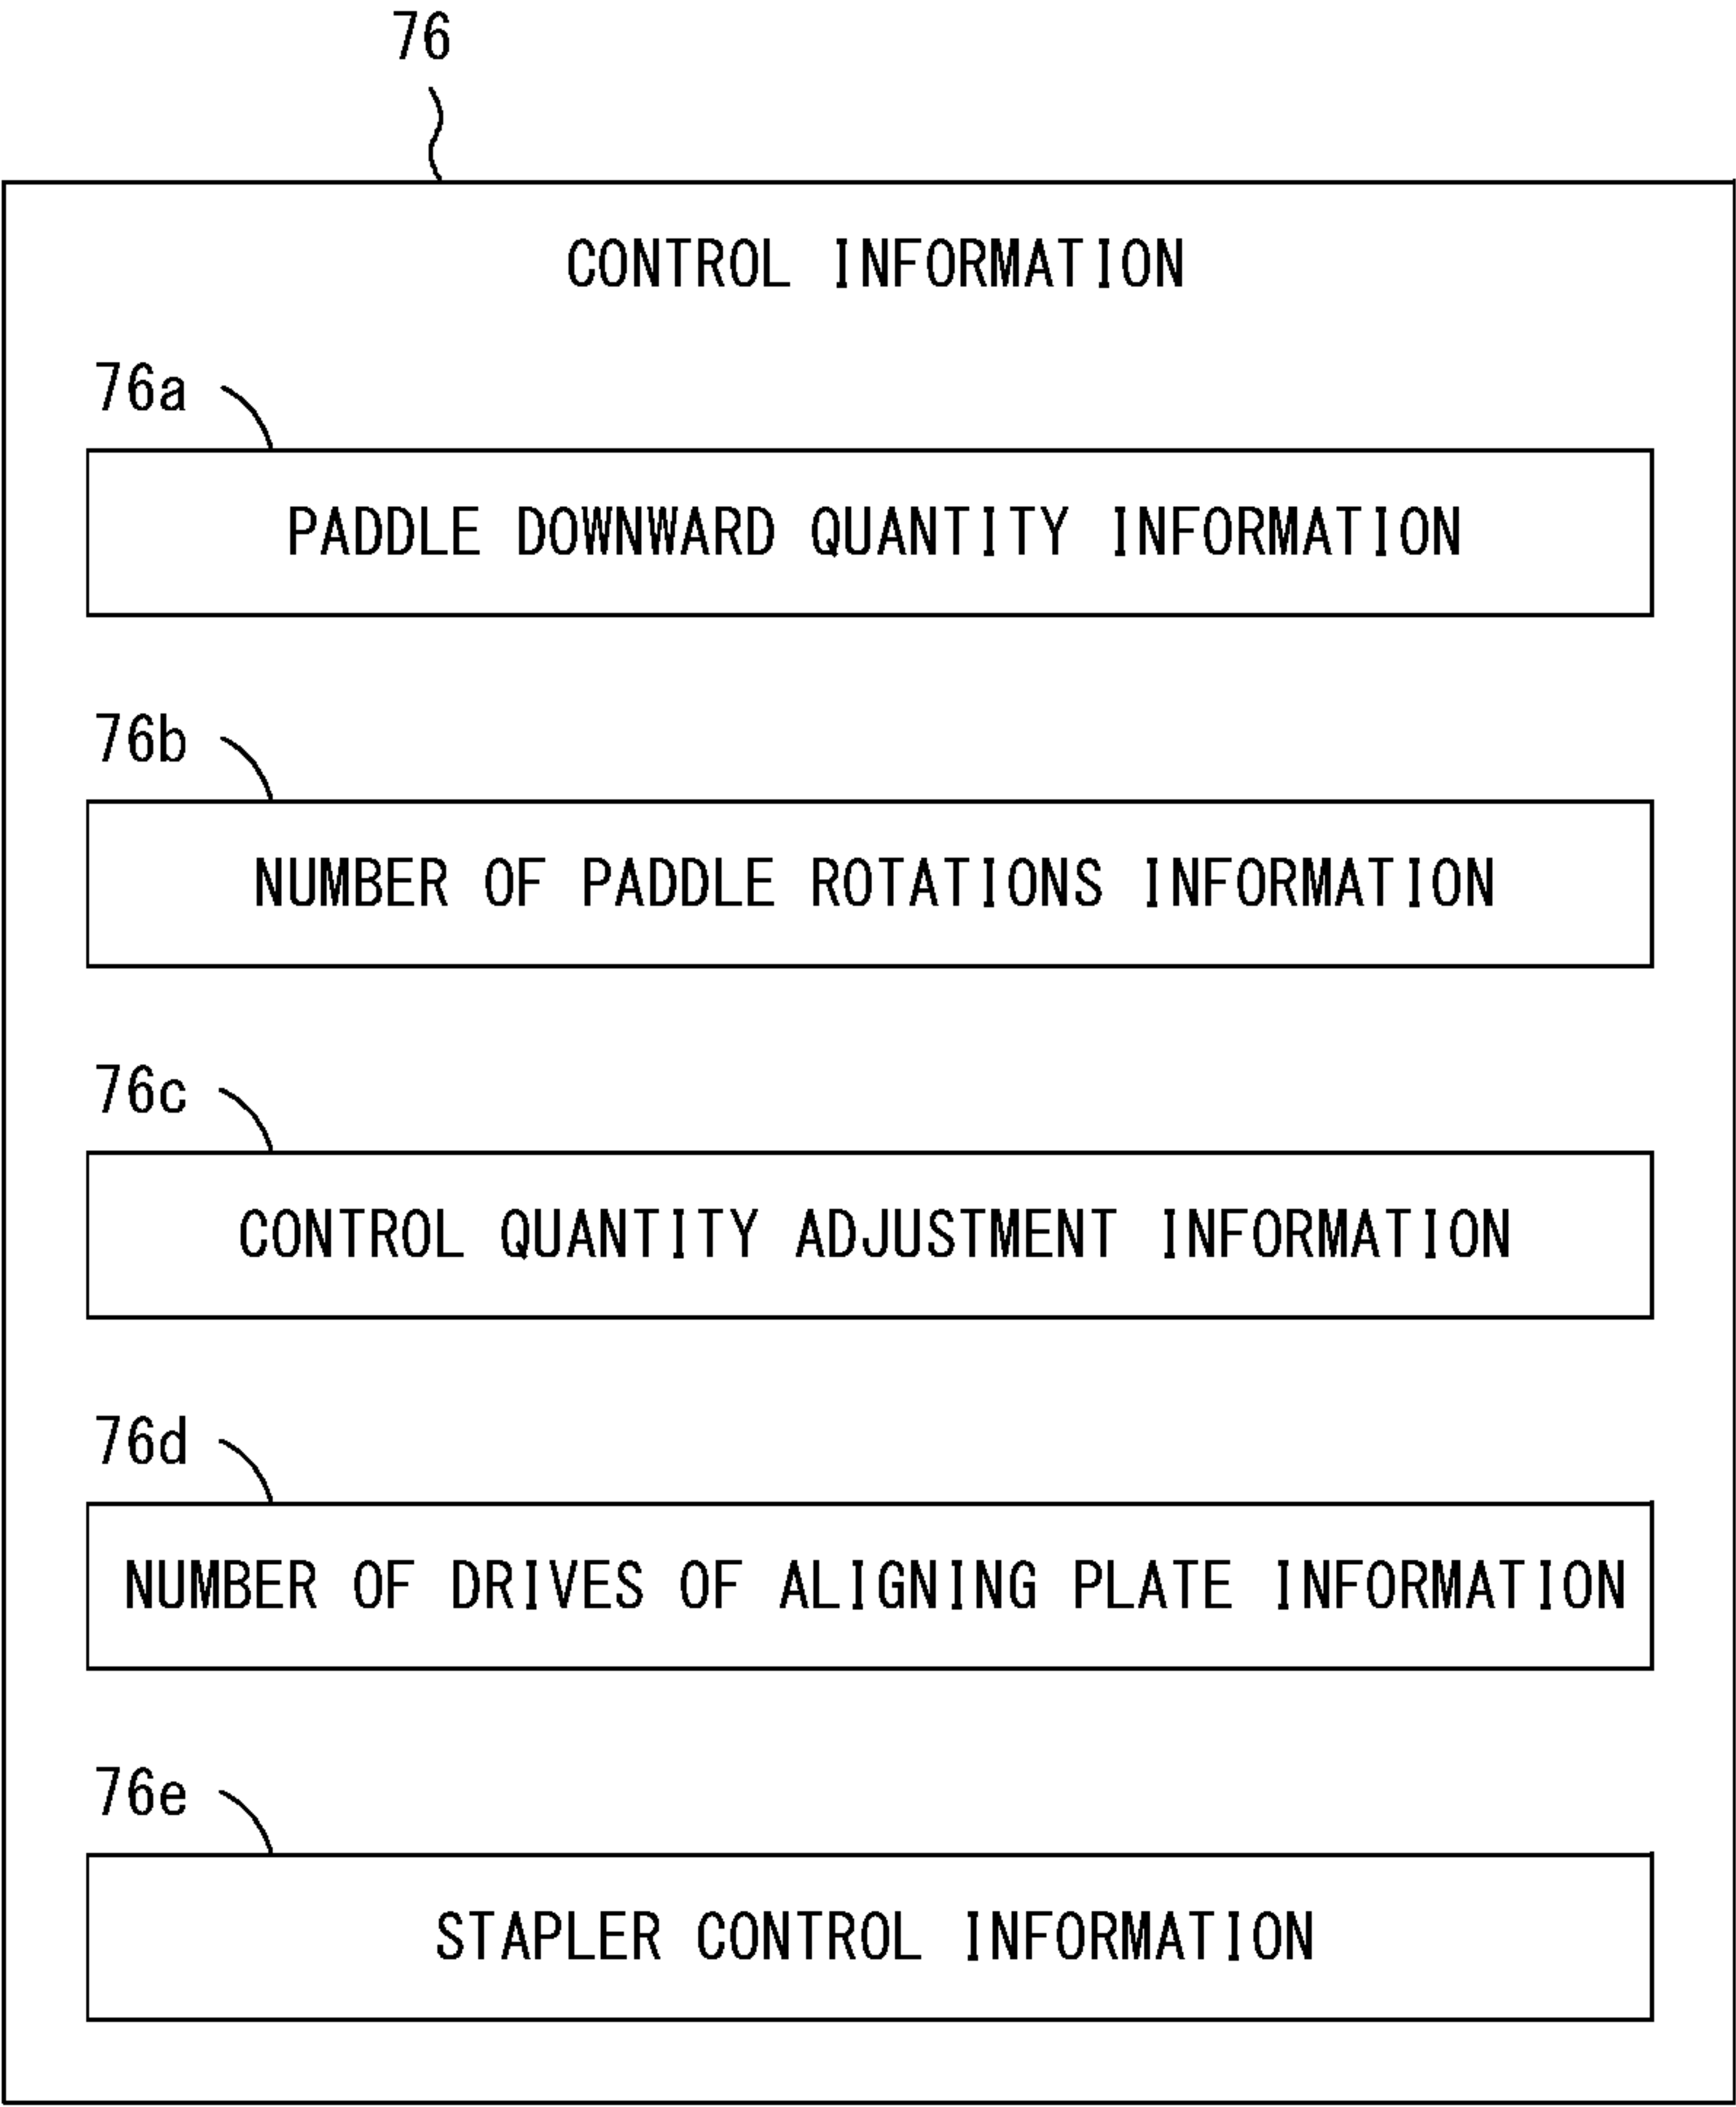 76
CONTROL INFORMATION
76a
PADDLE DOWNWARD QUANTITY INFORMATION
76b
NUMBER OF PADDLE ROTATIONS INFORMATION
76c
CONTROL QUANTITY ADJUSTMENT INFORMATION
76d
NUMBER OF DRIVES OF ALIGNING PLATE INFORMATION
76e
STAPLER CONTROL INFORMATION